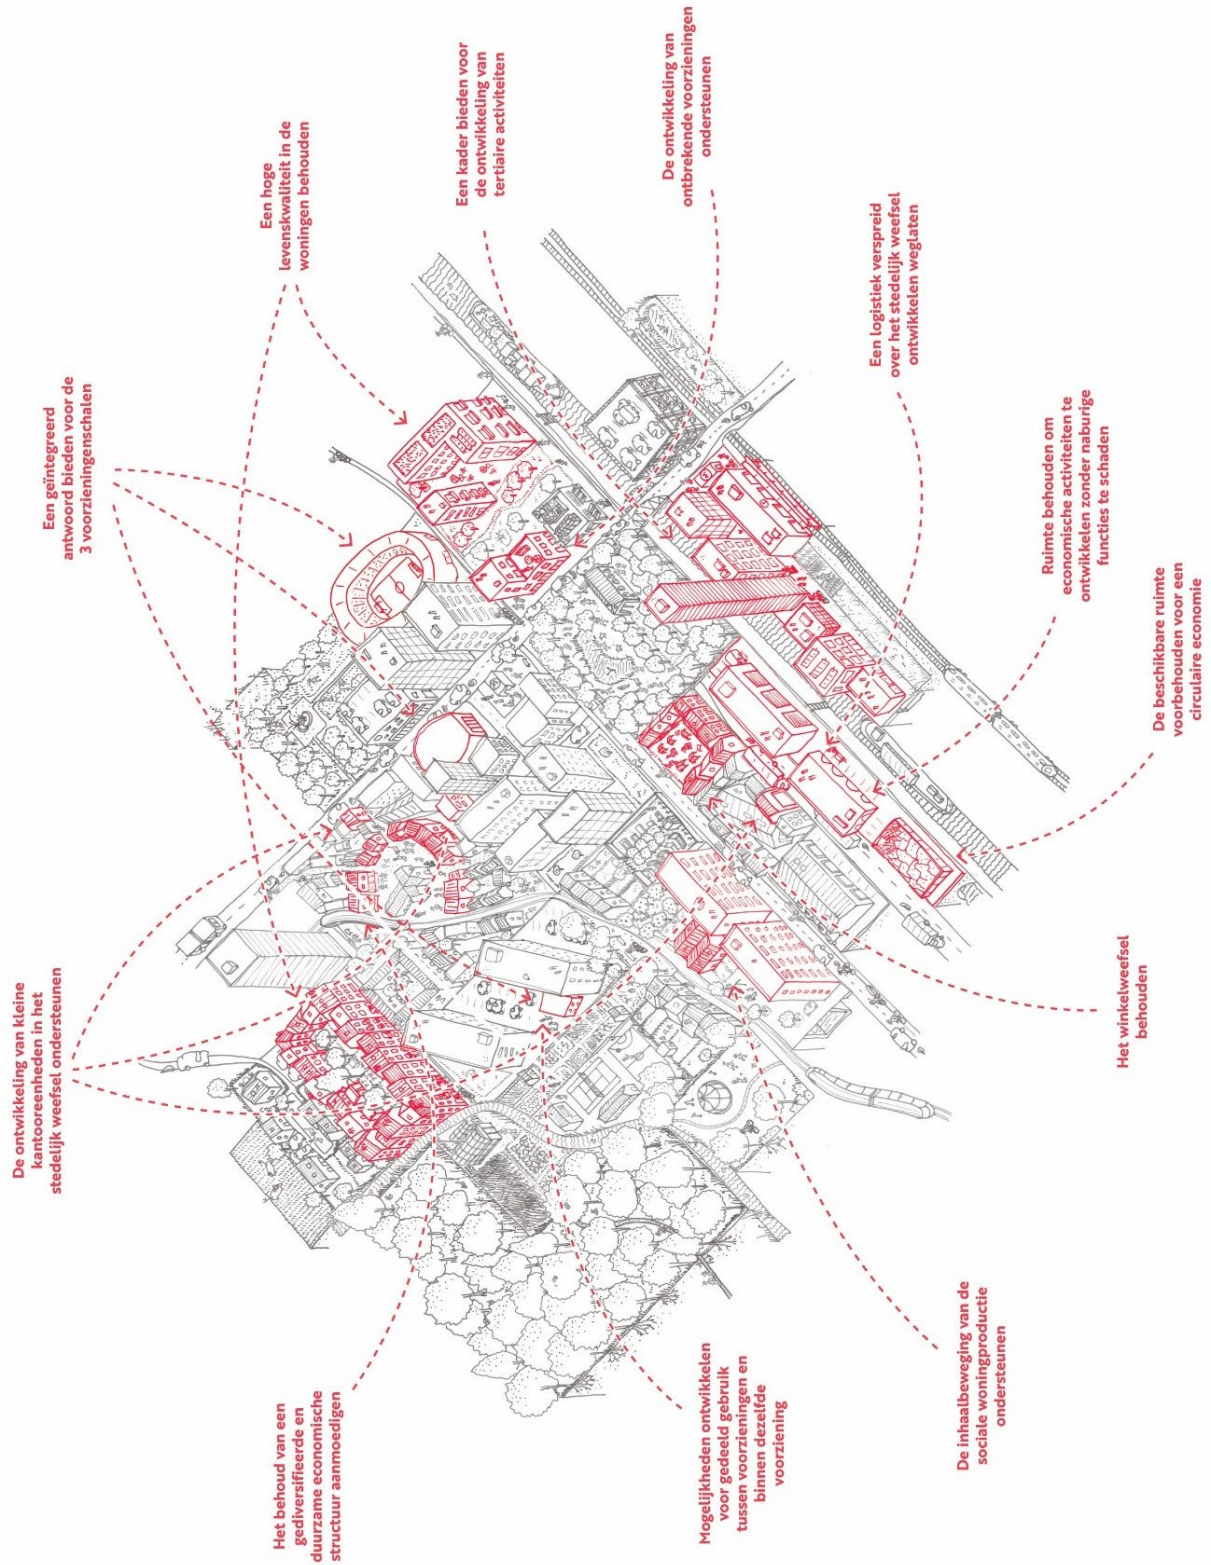 De ontwikkeling van kleine
kantooreenheden in het
stedelijk weefsel ondersteunen
Een geïntegreerd
antwoord bieden voor de
3 voorzieningenschalen
Een hoge
levenskwaliteit in de
woningen behouden
Het behoud van een
gediversifieerde en
duurzame economische
structuur aanmoedigen
Een kader bieden voor
de ontwikkeling van
tertiaire activiteiten
De ontwikkeling van
ontbrekende voorzieningen
ondersteunen
Mogelijkheden ontwikkelen
voor gedeeld gebruik
tussen voorzieningen en
binnen dezelfde
voorziening
Een logistiek verspreid
over het stedelijk weefsel
ontwikkelen weglaten
De inhaalbeweging van de
sociale woningproductie
ondersteunen
Ruimte behouden om
economische activiteiten te
ontwikkelen zonder naburige
functies te schaden
Het winkelweefsel
behouden
De beschikbare ruimte
voorbehouden voor een
circulaire economie